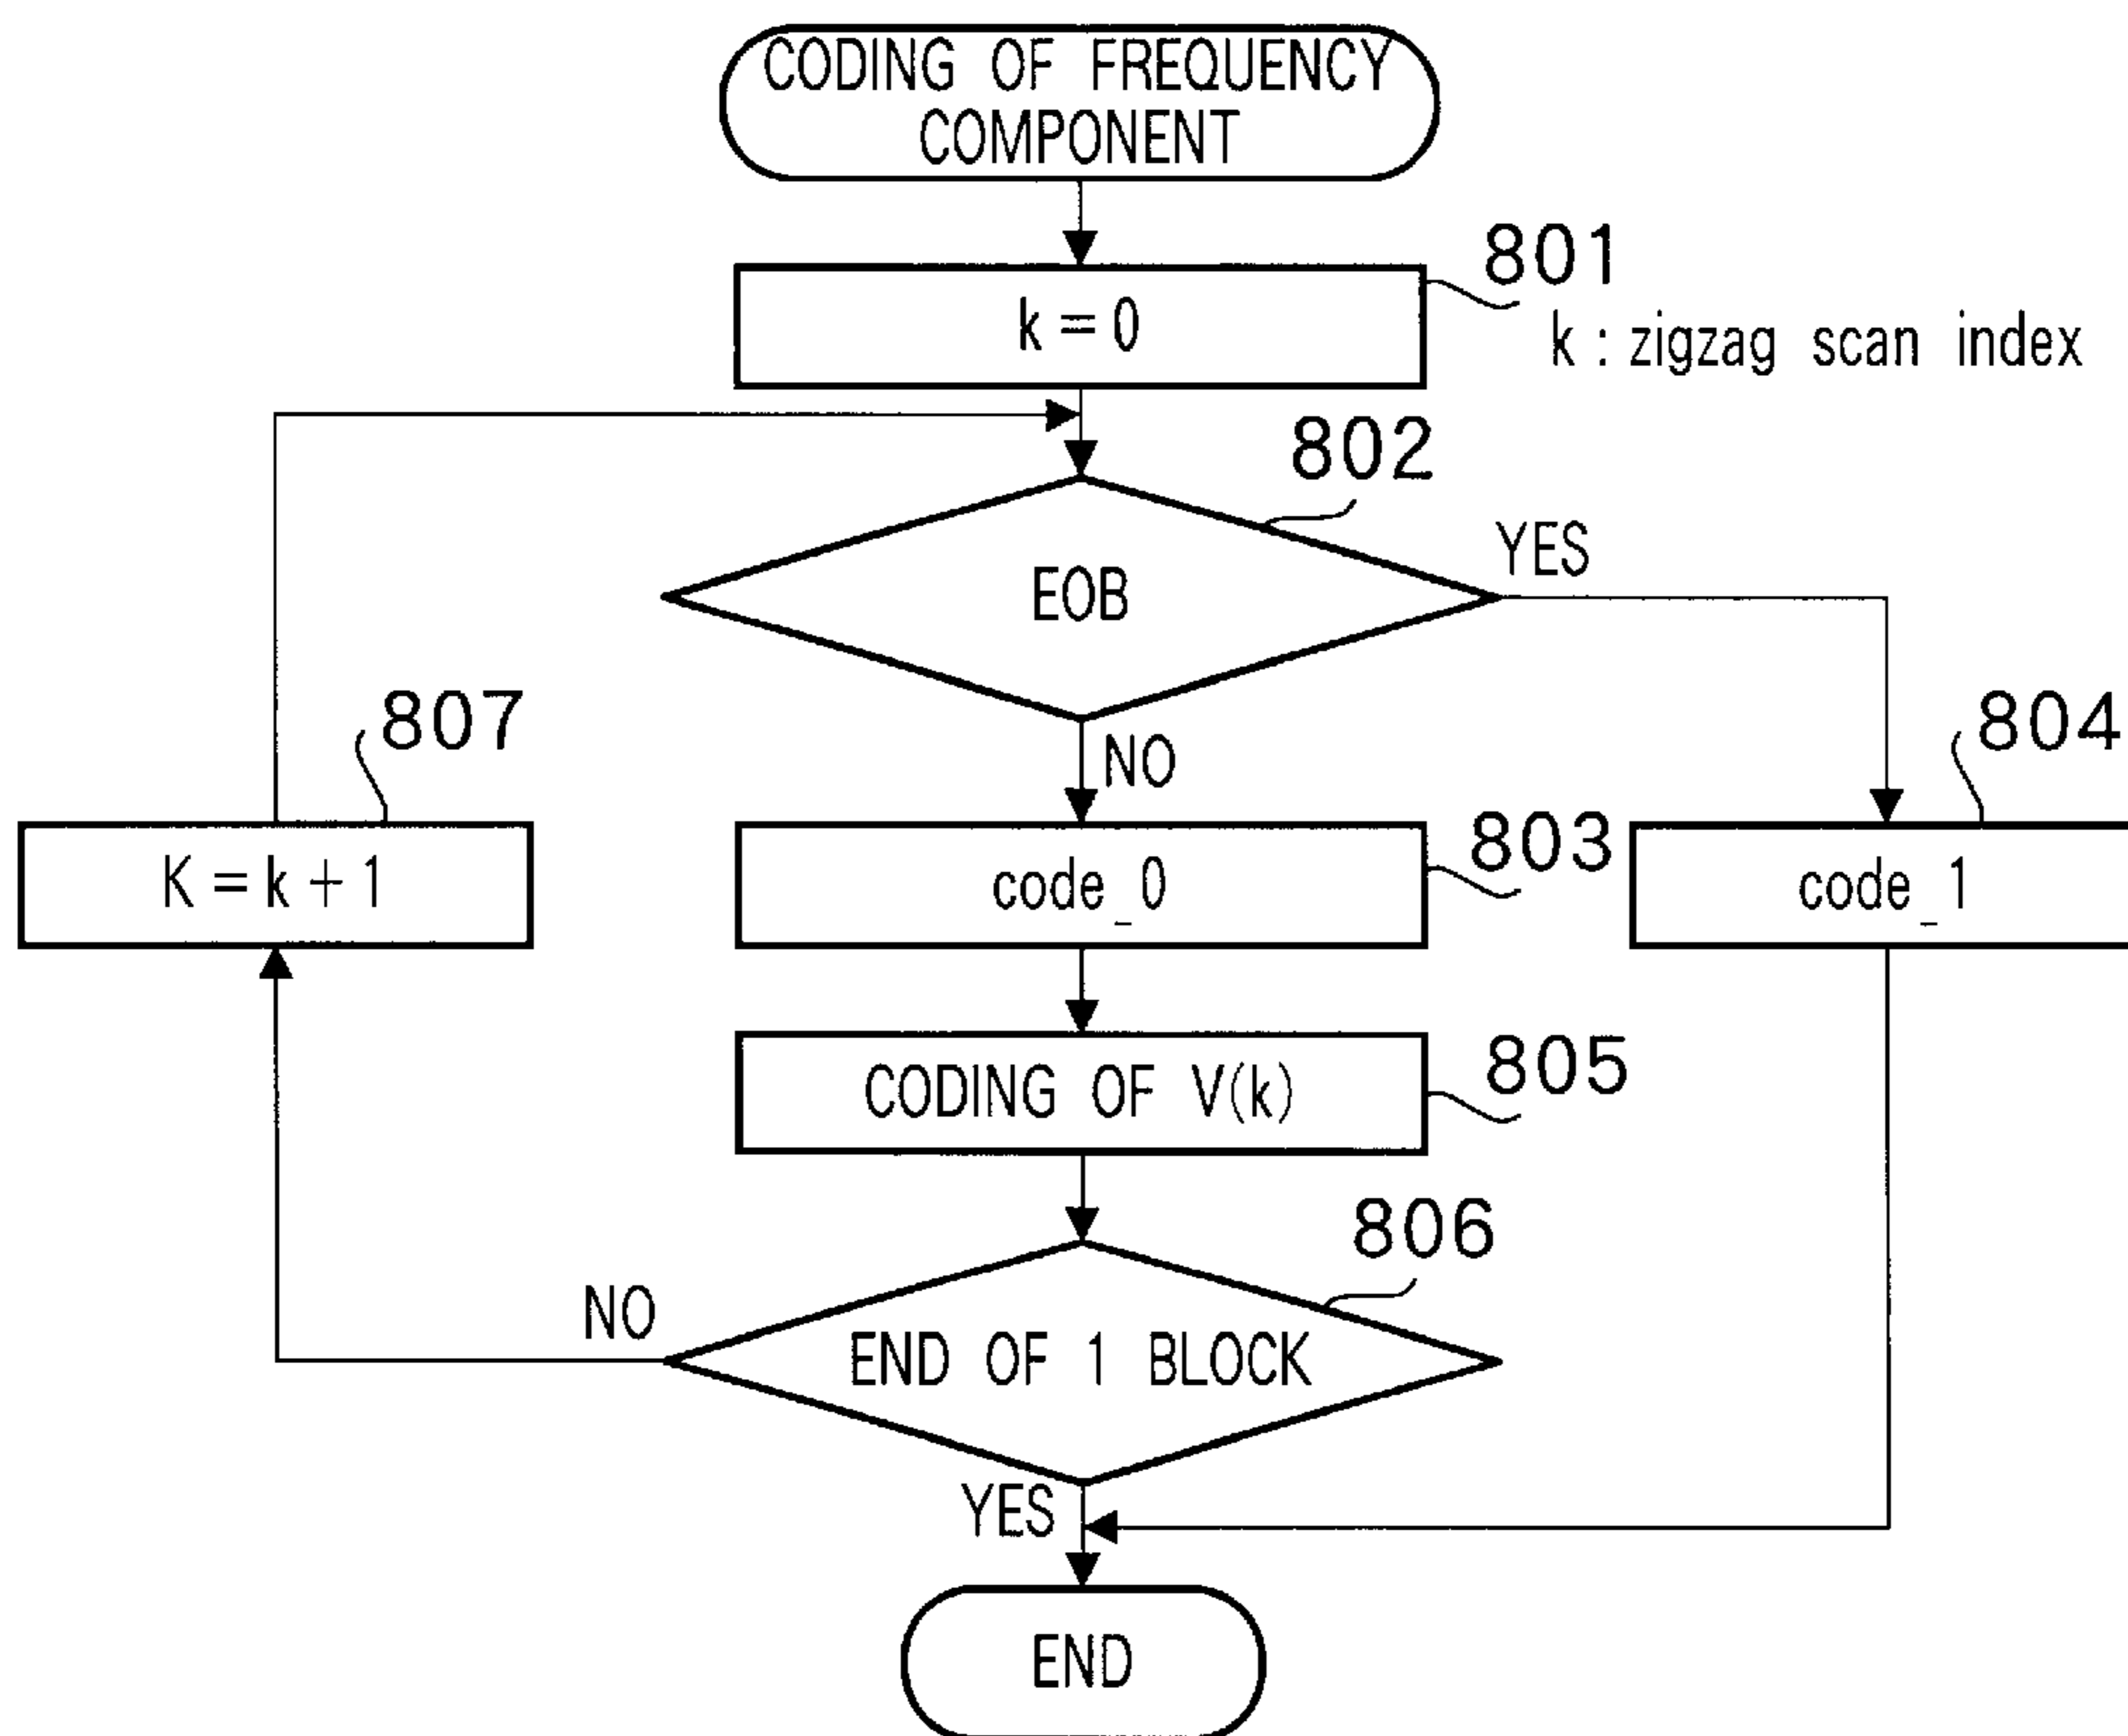 CODING OF FREQUENCY
COMPONENT
801
k = 0
k : zigzag scan index
802
EOB
YES
NO
807
804
803
K = k + 1
code_0
code_1
805
CODING OF V(k)
806
NO
END OF 1 BLOCK
YES
END